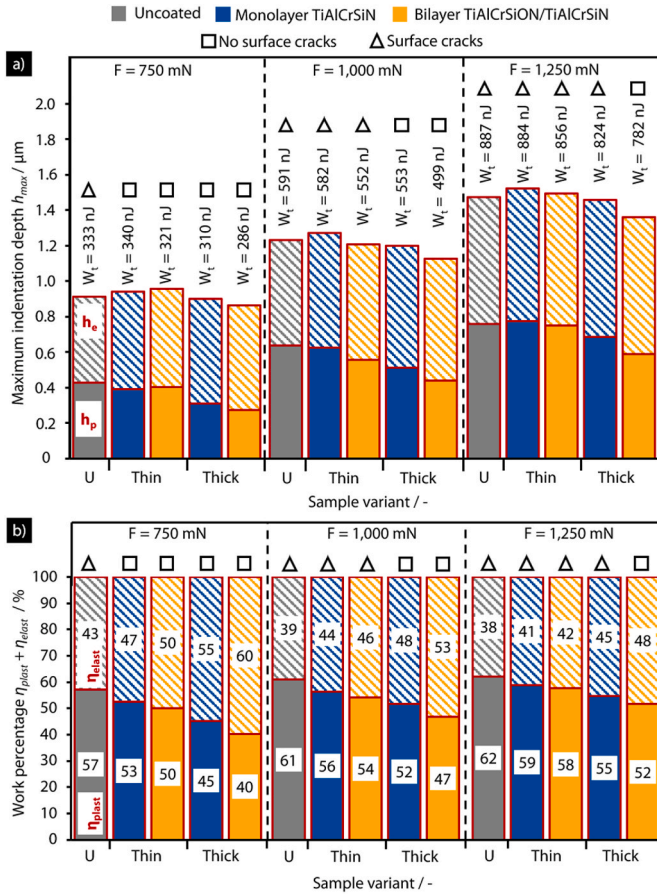 Uncoated Monolayer TiAlCrSiN Bilayer TiAlCrSiON/TiAlCrSiN
No surface cracks Surface cracks
a)
F = 750 mN F = 1,000 mN F = 1,250 mN
Maximum indentation depth hmax / µm
2.0
1.8
1.6
1.4
1.2
1.0
0.8
0.6
0.4
0.2
0
Wt = 333 nJ
Wt = 340 nJ
Wt = 321 nJ
Wt = 310 nJ
Wt = 286 nJ
Wt = 591 nJ
Wt = 582 nJ
Wt = 552 nJ
Wt = 553 nJ
Wt = 499 nJ
Wt = 887 nJ
Wt = 884 nJ
Wt = 856 nJ
Wt = 824 nJ
Wt = 782 nJ
he
hp
U Thin Thick U Thin Thick U Thin Thick
Sample variant / -
b)
F = 750 mN F = 1,000 mN F = 1,250 mN
Work percentage ηplast + ηelast / %
100
90
80
70
60
50
40
30
20
10
0
43 47 50 55 60 39 44 46 48 53 38 41 42 45 48
ηelast
57 53 50 45 40 61 56 54 52 47 62 59 58 55 52
ηplast
U Thin Thick U Thin Thick U Thin Thick
Sample variant / -